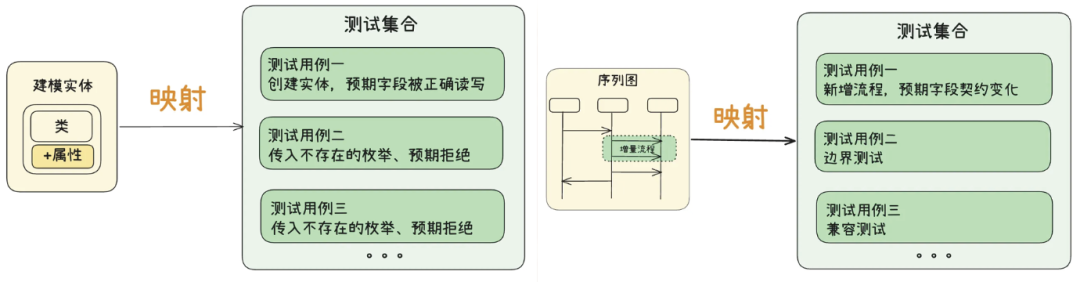 建模实体
类
+属性
映射
测试集合
测试用例一
创建实体，预期字段被正确读写
测试用例二
传入不存在的枚举、预期拒绝
测试用例三
传入不存在的枚举、预期拒绝
序列图
增量流程
映射
测试集合
测试用例一
新增流程，预期字段契约变化
测试用例二
边界测试
测试用例三
兼容测试